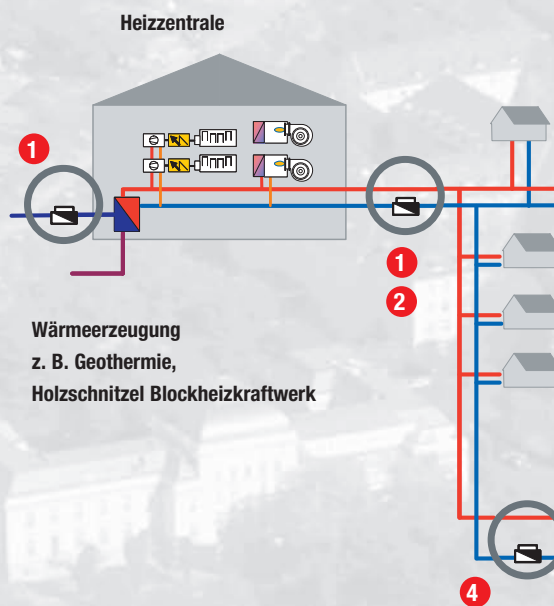 Heizzentrale
1
1
2
Wärmeerzeugung
z. B. Geothermie,
Holzschnitzel Blockheizkraftwerk
4